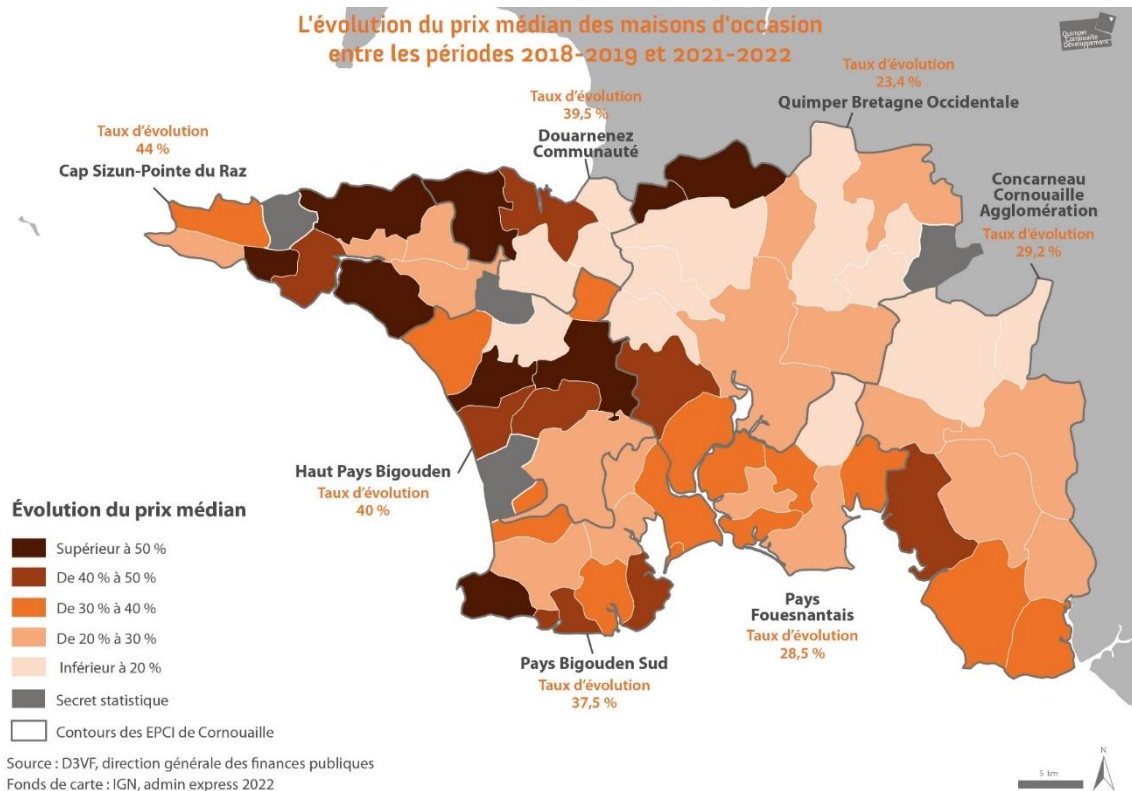 L'évolution du prix médian des maisons d'occasion
entre les périodes 2018-2019 et 2021-2022
Quimper
Cornouaille
Développement
Taux d'évolution
23,4 %
Quimper Bretagne Occidentale
Taux d'évolution
39,5 %
Douarnenez
Communauté
Taux d'évolution
44 %
Cap Sizun-Pointe du Raz
Concarneau
Cornouaille
Agglomération
Taux d'évolution
29,2 %
Haut Pays Bigouden
Taux d'évolution
40 %
Pays
Fouesnantais
Taux d'évolution
28,5 %
Pays Bigouden Sud
Taux d'évolution
37,5 %
Évolution du prix médian
Supérieur à 50 %
De 40 % à 50 %
De 30 % à 40 %
De 20 % à 30 %
Inférieur à 20 %
Secret statistique
Contours des EPCI de Cornouaille
Source : D3VF, direction générale des finances publiques
Fonds de carte : IGN, admin express 2022
5 km
N